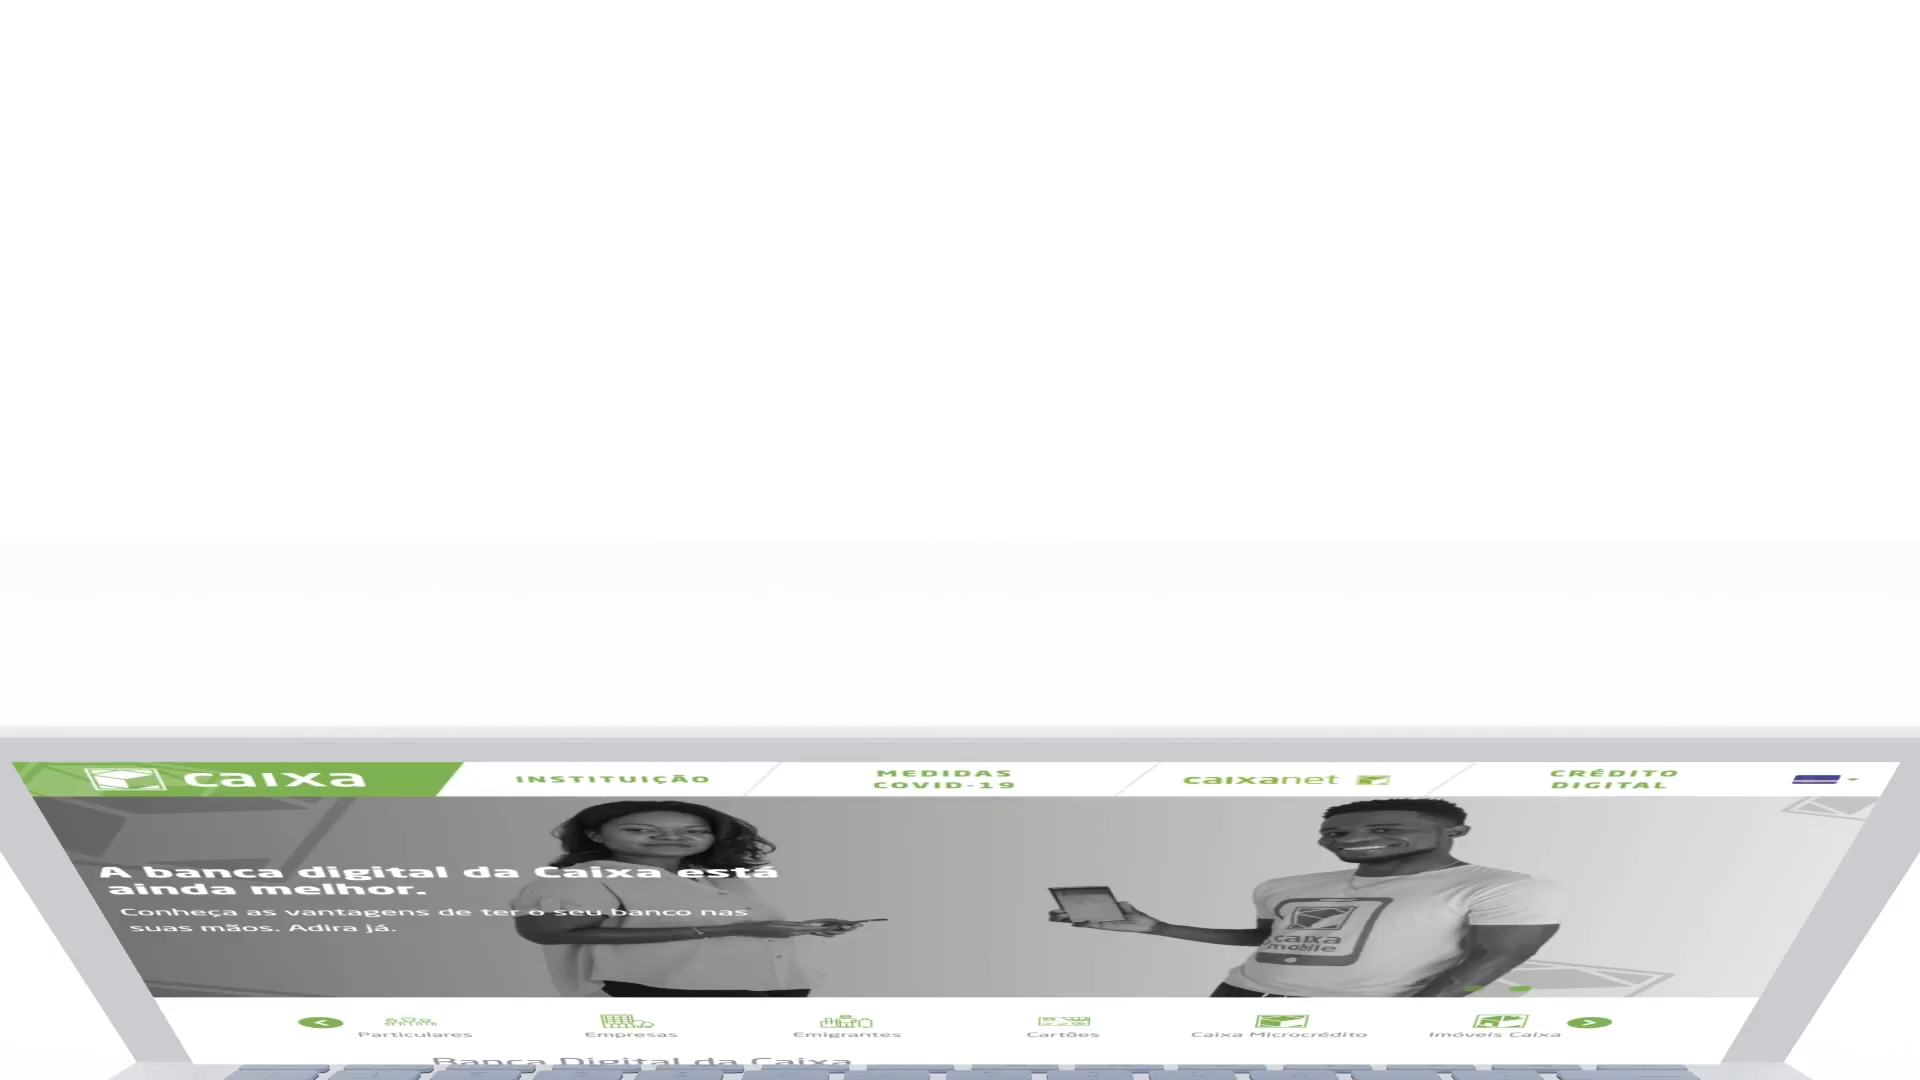 caixa
INSTITUIÇÃO
MEDIDAS
COVID-19
caixanet
CRÉDITO
DIGITAL
A banca digital da Caixa está
ainda melhor.
Conheça as vantagens de ter o seu banco nas
suas mãos. Adira já.
caixa
mobile
Particulares
Empresas
Emigrantes
Cartões
Caixa Microcrédito
Imóveis Caixa
Banca Digital da Caixa